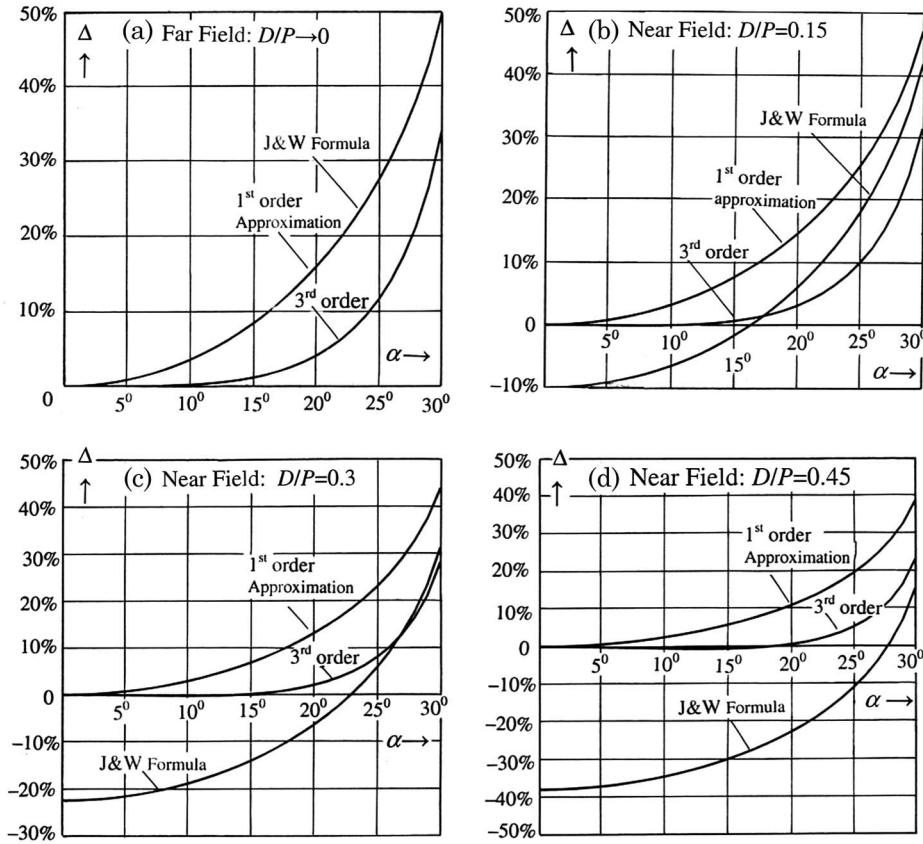 50%
Δ
↑
(a) Far Field: D/P→0
40%
30%
20%
10%
0
J&W Formula
1st order
Approximation
3rd order
α→
5⁰ 10⁰ 15⁰ 20⁰ 25⁰ 30⁰
50%
Δ
↑
(b) Near Field: D/P=0.15
40%
30%
20%
10%
0
−10%
J&W Formula
1st order
approximation
3rd order
5⁰ 10⁰ 20⁰ 25⁰ 30⁰
15⁰
α→
50%
Δ
↑
(c) Near Field: D/P=0.3
40%
30%
20%
10%
0
−10%
−20%
−30%
1st order
Approximation
3rd order
5⁰ 10⁰ 15⁰ 20⁰ 25⁰ 30⁰
α→
J&W Formula
50%
Δ
↑
(d) Near Field: D/P=0.45
40%
30%
20%
10%
0
−10%
−20%
−30%
−40%
−50%
1st order
Approximation
3rd order
5⁰ 10⁰ 15⁰ 20⁰ 25⁰ 30⁰
α→
J&W Formula